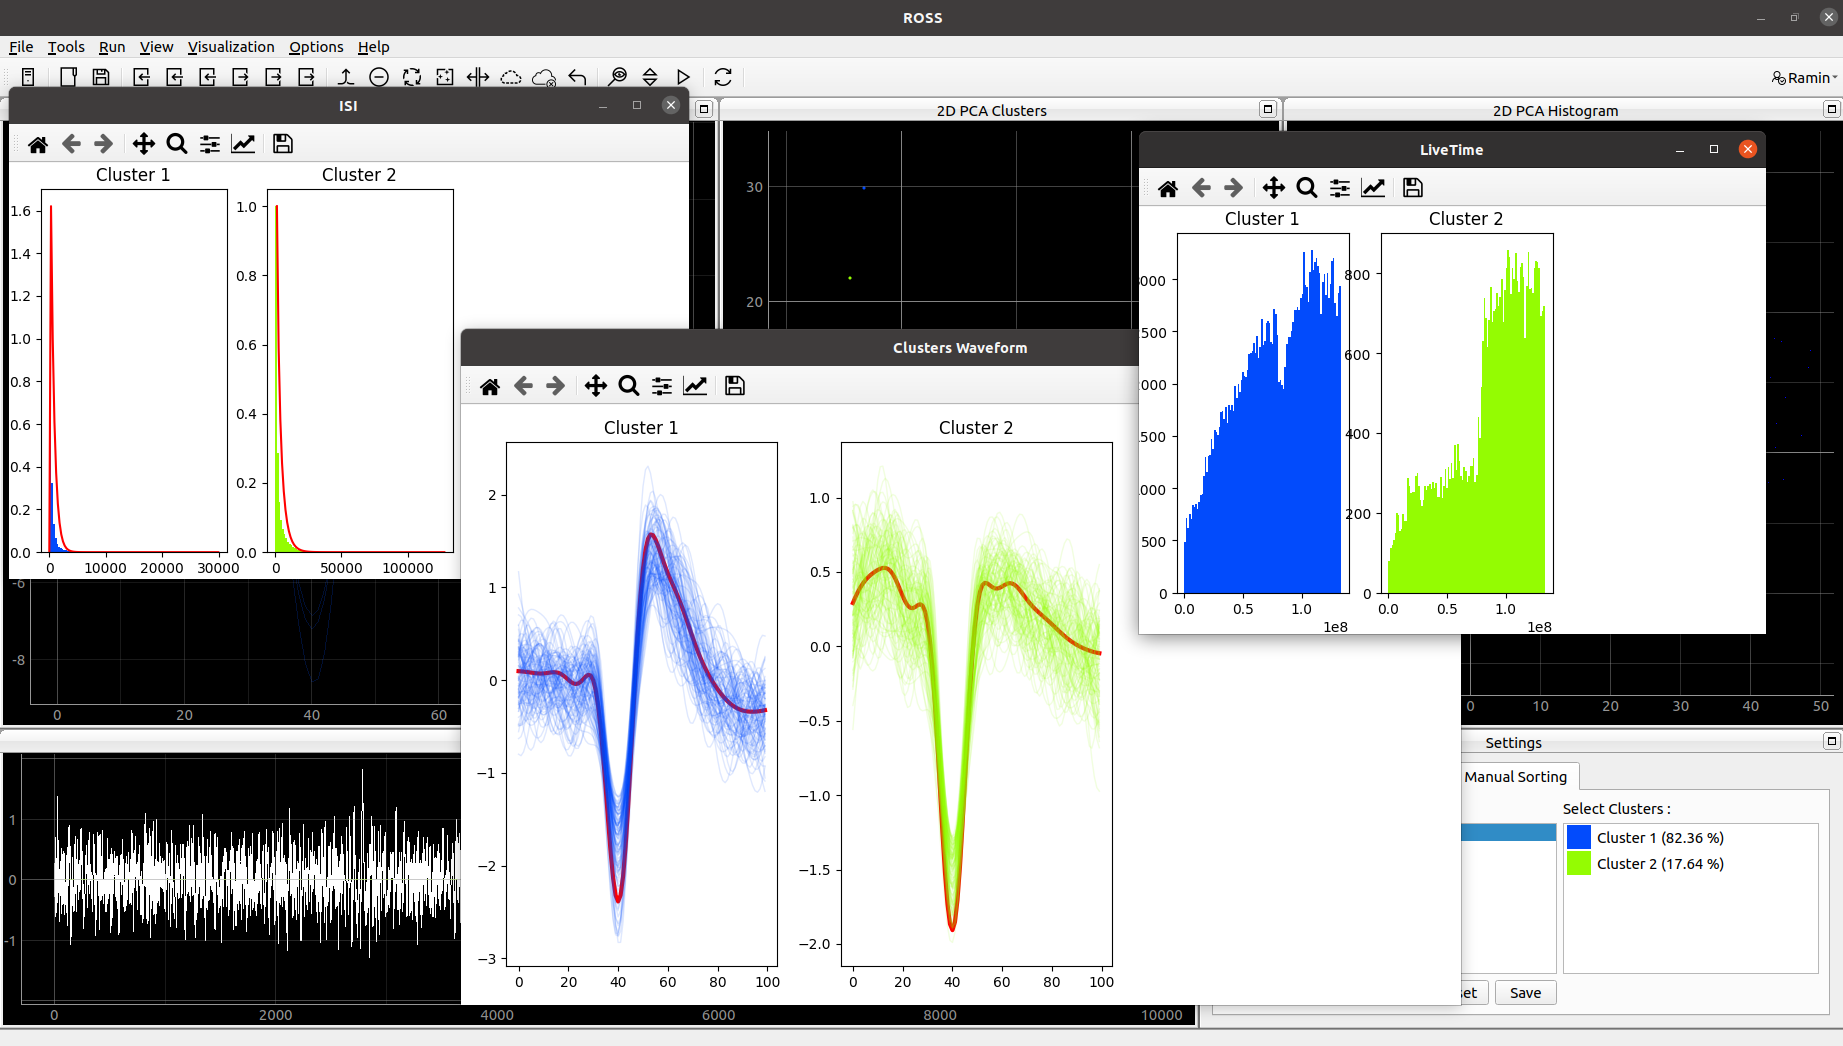 ROSS
File Tools Run View Visualization Options Help
Ramin
ISI
2D PCA Clusters
2D PCA Histogram
LiveTime
Cluster 1
Cluster 2
1.6
1.4
1.2
1.0
0.8
0.6
0.4
0.2
0.0
0 10000 20000 30000
1.0
0.8
0.6
0.4
0.2
0.0
0 50000 100000
30
20
Cluster 1
Cluster 2
500
0
0.0 0.5 1.0
1e8
800
600
400
200
0
0.0 0.5 1.0
1e8
Clusters Waveform
Cluster 1
Cluster 2
2
1
0
−1
−2
−3
0 20 40 60 80 100
1.0
0.5
0.0
−0.5
−1.0
−1.5
−2.0
0 20 40 60 80 100
-6
-8
0 20 40 60
0 10 20 30 40 50
1
0
-1
0 2000 4000 6000 8000 10000
Settings
Manual Sorting
Select Clusters :
Cluster 1 (82.36 %)
Cluster 2 (17.64 %)
Save